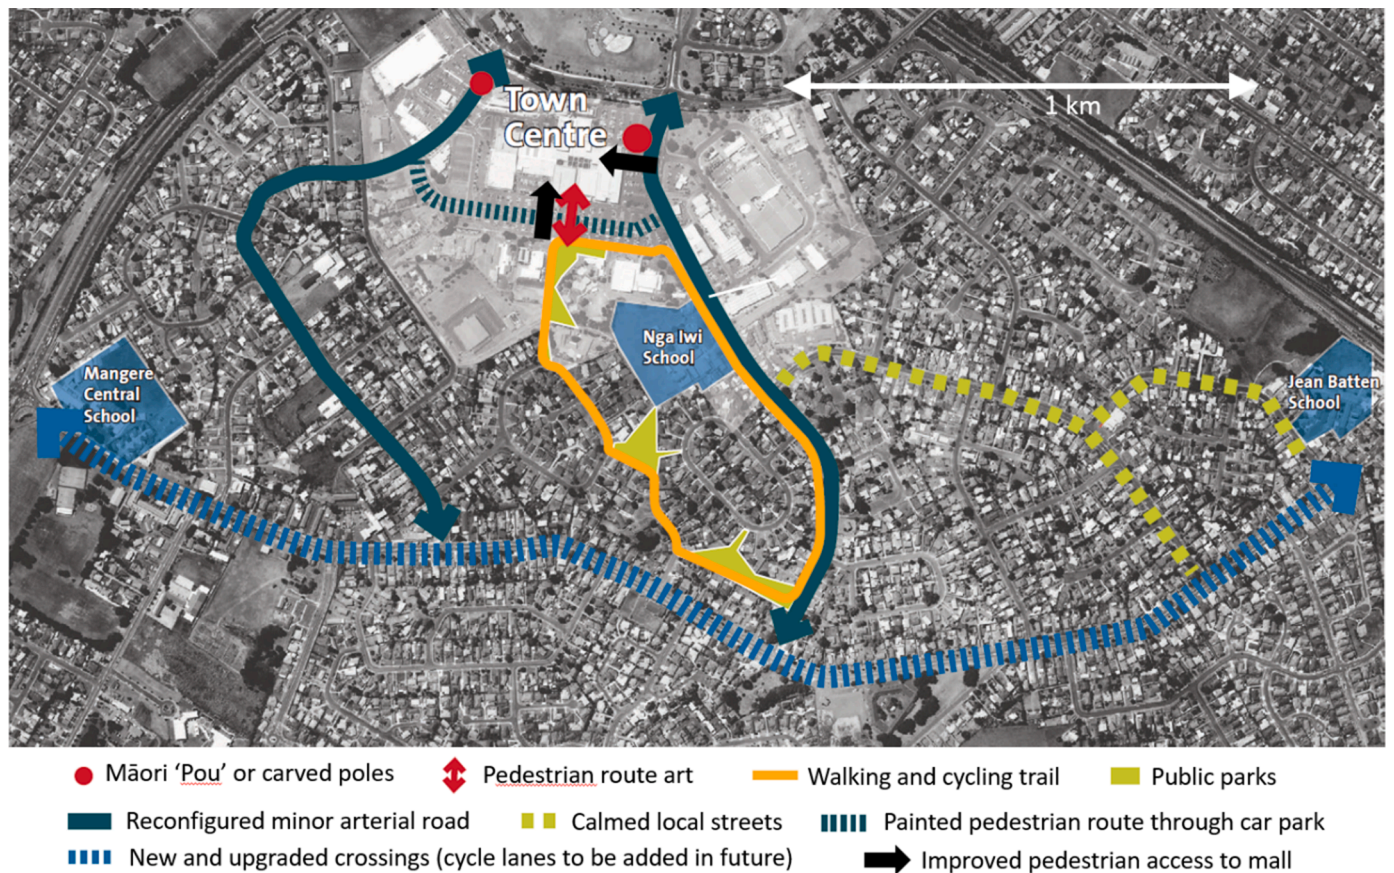 Town
Centre
1 km
Nga Iwi
School
Mangere
Central
School
Jean Batten
School
Māori ‘Pou’ or carved poles
Pedestrian route art
Walking and cycling trail
Public parks
Reconfigured minor arterial road
Calmed local streets
Painted pedestrian route through car park
New and upgraded crossings (cycle lanes to be added in future)
Improved pedestrian access to mall